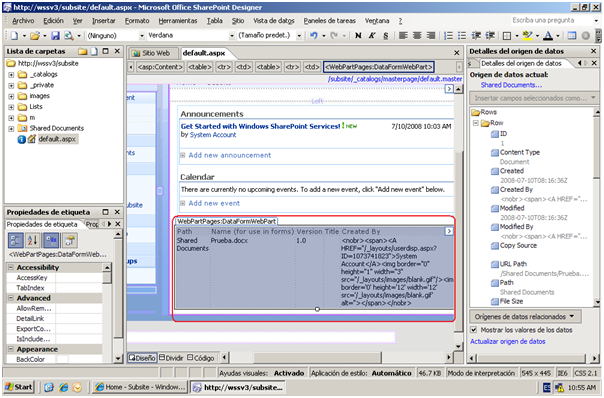 default.aspx - Microsoft SharePoint Designer
Archivo Edición Ver Insertar Formato Herramientas Tabla Sitio Vista de datos Paneles de tareas Ventana ?
Escriba una pregunta
(Ninguno) Verdana (Tamaño predet.) N K S
Lista de carpetas
http://wssv3/subsite
_catalogs
_private
images
Lists
m
Shared Documents
default.aspx
Propiedades de etiqueta
Propiedades de etiqueta
<WebPartPages:DataFormWeb
Accessibility
AccessKey
TabIndex
Advanced
AllowRem...
DetailLink
ExportCo...
IsInclude...
Appearance
BackColor
Sitio Web default.aspx
<asp:Content> <table> <tr> <td> <table> <tr> <td> <WebPartPages:DataFormWebPart>
/subsite/_catalogs/masterpage/default.master
Left
Announcements
Get Started with Windows SharePoint Services! NEW 7/10/2008 10:03 AM
by System Account
Add new announcement
Calendar
There are currently no upcoming events. To add a new event, click "Add new event" below.
Add new event
WebPartPages:DataFormWebPart
Path Name (for use in forms) Version Title Created By
Shared Documents Prueba.docx 1.0 <nobr><span><A
HREF="/_layouts/userdisp.aspx?
ID=1073741823">System
Account</A><img border="0"
height="1" width="3"
src="/_layouts/images/blank.gif"/><img
border='0' height='12' width='12'
src='/_layouts/images/blank.gif'
alt=''></span></nobr>
Diseño Dividir Código
Detalles del origen de datos
Detalles del origen de datos
Origen de datos actual:
Shared Documents...
Insertar campos seleccionados como...
Rows
Row
ID
1
Content Type
Document
Created
2008-07-10T08:16:36Z
Created By
<nobr><span><A HREF="
Modified
2008-07-10T08:16:36Z
Modified By
<nobr><span><A HREF="
Copy Source
URL Path
/Shared Documents/Prueba...
Path
Shared Documents
File Size
Orígenes de datos relacionados
Mostrar los valores de los datos
Actualizar origen de datos
Ayudas visuales: Activado Aplicación de estilo: Automático 46.7 KB Modo de interpretación 545 x 445 IE6 CSS 2.1
Start Home - Subsite - Window... http://wssv3/subsite... ES 10:55 AM